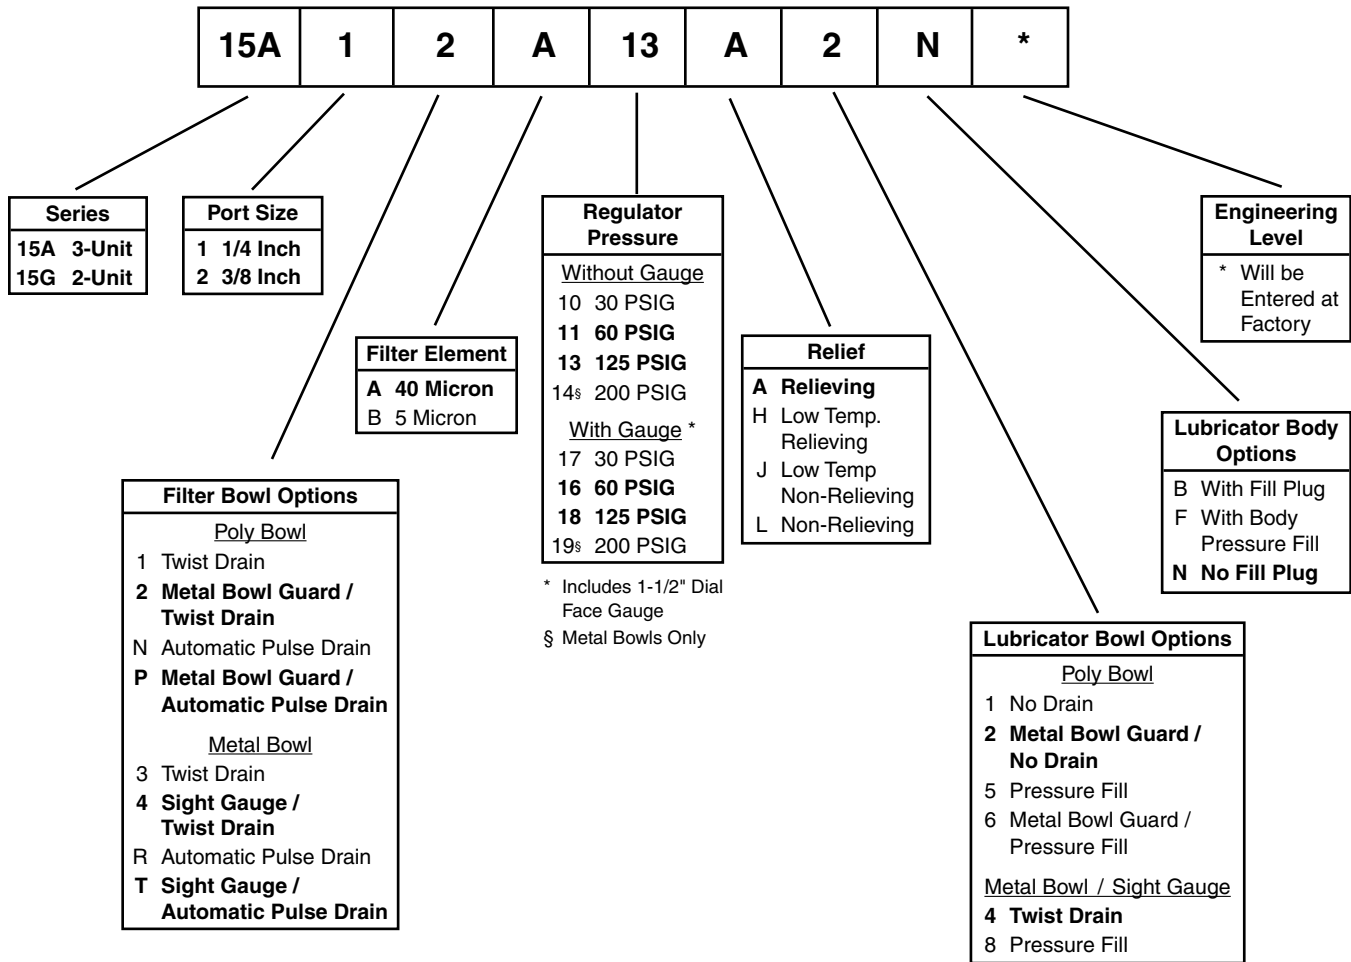 15A 1 2 A 13 A 2 N *
Series
15A 3-Unit
15G 2-Unit
Port Size
1 1/4 Inch
2 3/8 Inch
Filter Bowl Options
Poly Bowl
1 Twist Drain
2 Metal Bowl Guard /
Twist Drain
N Automatic Pulse Drain
P Metal Bowl Guard /
Automatic Pulse Drain
Metal Bowl
3 Twist Drain
4 Sight Gauge /
Twist Drain
R Automatic Pulse Drain
T Sight Gauge /
Automatic Pulse Drain
Filter Element
A 40 Micron
B 5 Micron
Regulator
Pressure
Without Gauge
10 30 PSIG
11 60 PSIG
13 125 PSIG
14§ 200 PSIG
With Gauge *
17 30 PSIG
16 60 PSIG
18 125 PSIG
19§ 200 PSIG
* Includes 1-1/2" Dial
Face Gauge
§ Metal Bowls Only
Relief
A Relieving
H Low Temp.
Relieving
J Low Temp
Non-Relieving
L Non-Relieving
Lubricator Bowl Options
Poly Bowl
1 No Drain
2 Metal Bowl Guard /
No Drain
5 Pressure Fill
6 Metal Bowl Guard /
Pressure Fill
Metal Bowl / Sight Gauge
4 Twist Drain
8 Pressure Fill
Lubricator Body
Options
B With Fill Plug
F With Body
Pressure Fill
N No Fill Plug
Engineering
Level
* Will be
Entered at
Factory